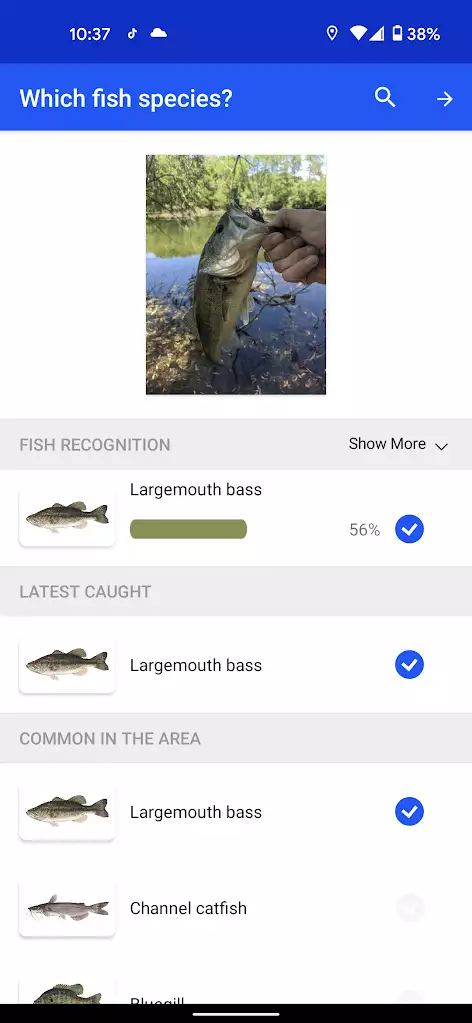 10:37
38%
Which fish species?
FISH RECOGNITION
Show More
Largemouth bass
56%
LATEST CAUGHT
Largemouth bass
COMMON IN THE AREA
Largemouth bass
Channel catfish
Bluegill